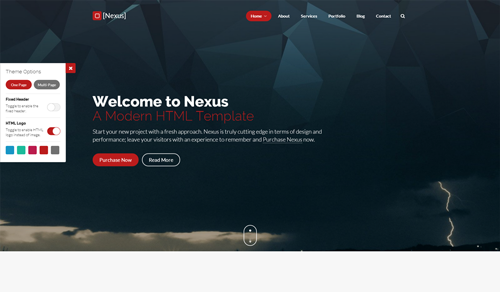 [Nexus]
Home
About
Services
Portfolio
Blog
Contact
Theme Options
One Page
Multi Page
Fixed Header
Toggle to enable the
fixed header.
HTML Logo
Toggle to enable HTML
logo instead of image.
Welcome to Nexus
A Modern HTML Template
Start your new project with a fresh approach. Nexus is truly cutting edge in terms of design and
performance; leave your visitors with an experience to remember and Purchase Nexus now.
Purchase Now
Read More